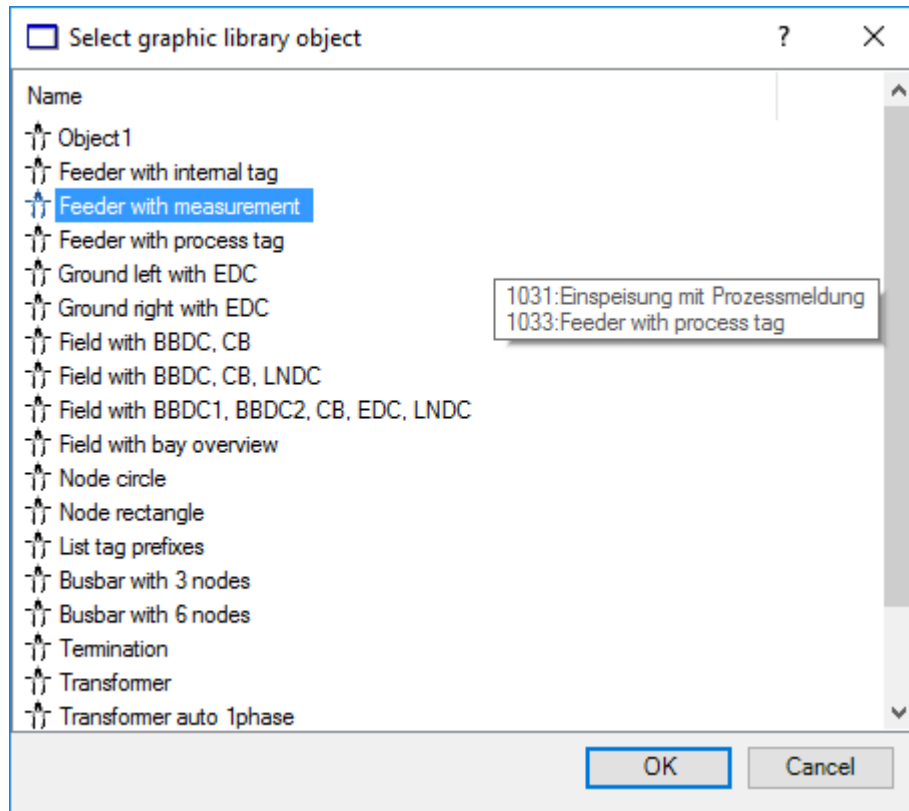 Select graphic library object
?
Name
Object1
Feeder with internal tag
Feeder with measurement
Feeder with process tag
Ground left with EDC
Ground right with EDC
1031:Einspeisung mit Prozessmeldung
1033:Feeder with process tag
Field with BBDC, CB
Field with BBDC, CB, LNDC
Field with BBDC1, BBDC2, CB, EDC, LNDC
Field with bay overview
Node circle
Node rectangle
List tag prefixes
Busbar with 3 nodes
Busbar with 6 nodes
Termination
Transformer
Transformer auto 1phase
OK Cancel